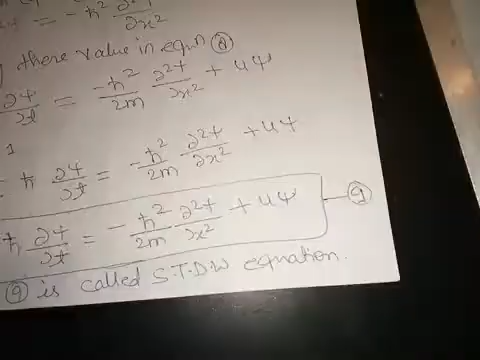 = -ħ² ∂²ψ/∂x²
there value in equn ⑧
∂ψ/∂t = -ħ²/2m ∂²ψ/∂x² + uψ
ħ ∂ψ/∂t = -ħ²/2m ∂²ψ/∂x² + uψ
ħ ∂ψ/∂t = -ħ²/2m ∂²ψ/∂x² + uψ — ⑨
⑨ is called S.T.D.W equation.